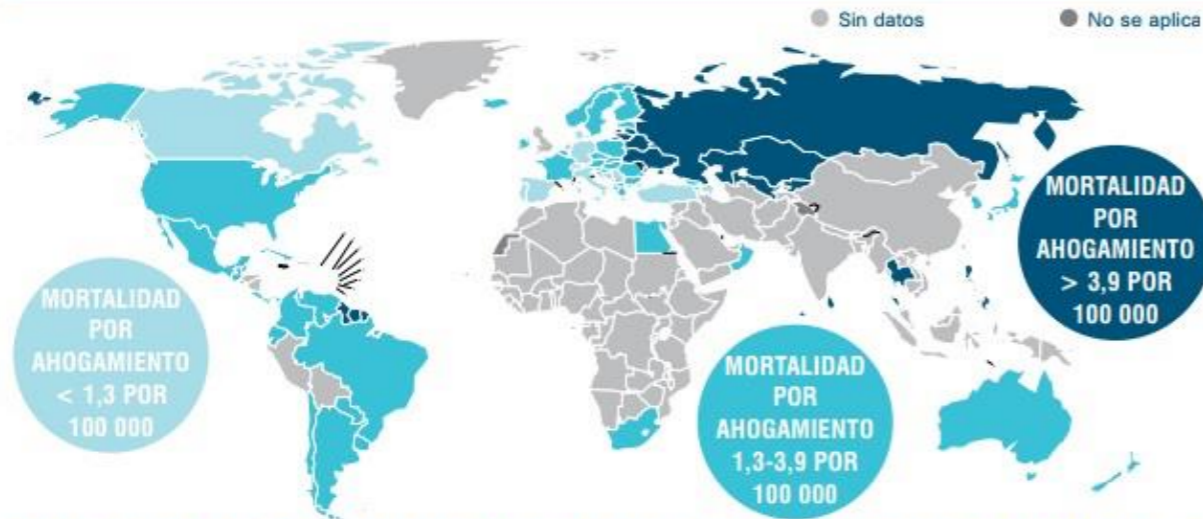 Sin datos
No se aplica
MORTALIDAD
POR
AHOGAMIENTO
< 1,3 POR
100 000
MORTALIDAD
POR
AHOGAMIENTO
1,3-3,9 POR
100 000
MORTALIDAD
POR
AHOGAMIENTO
> 3,9 POR
100 000